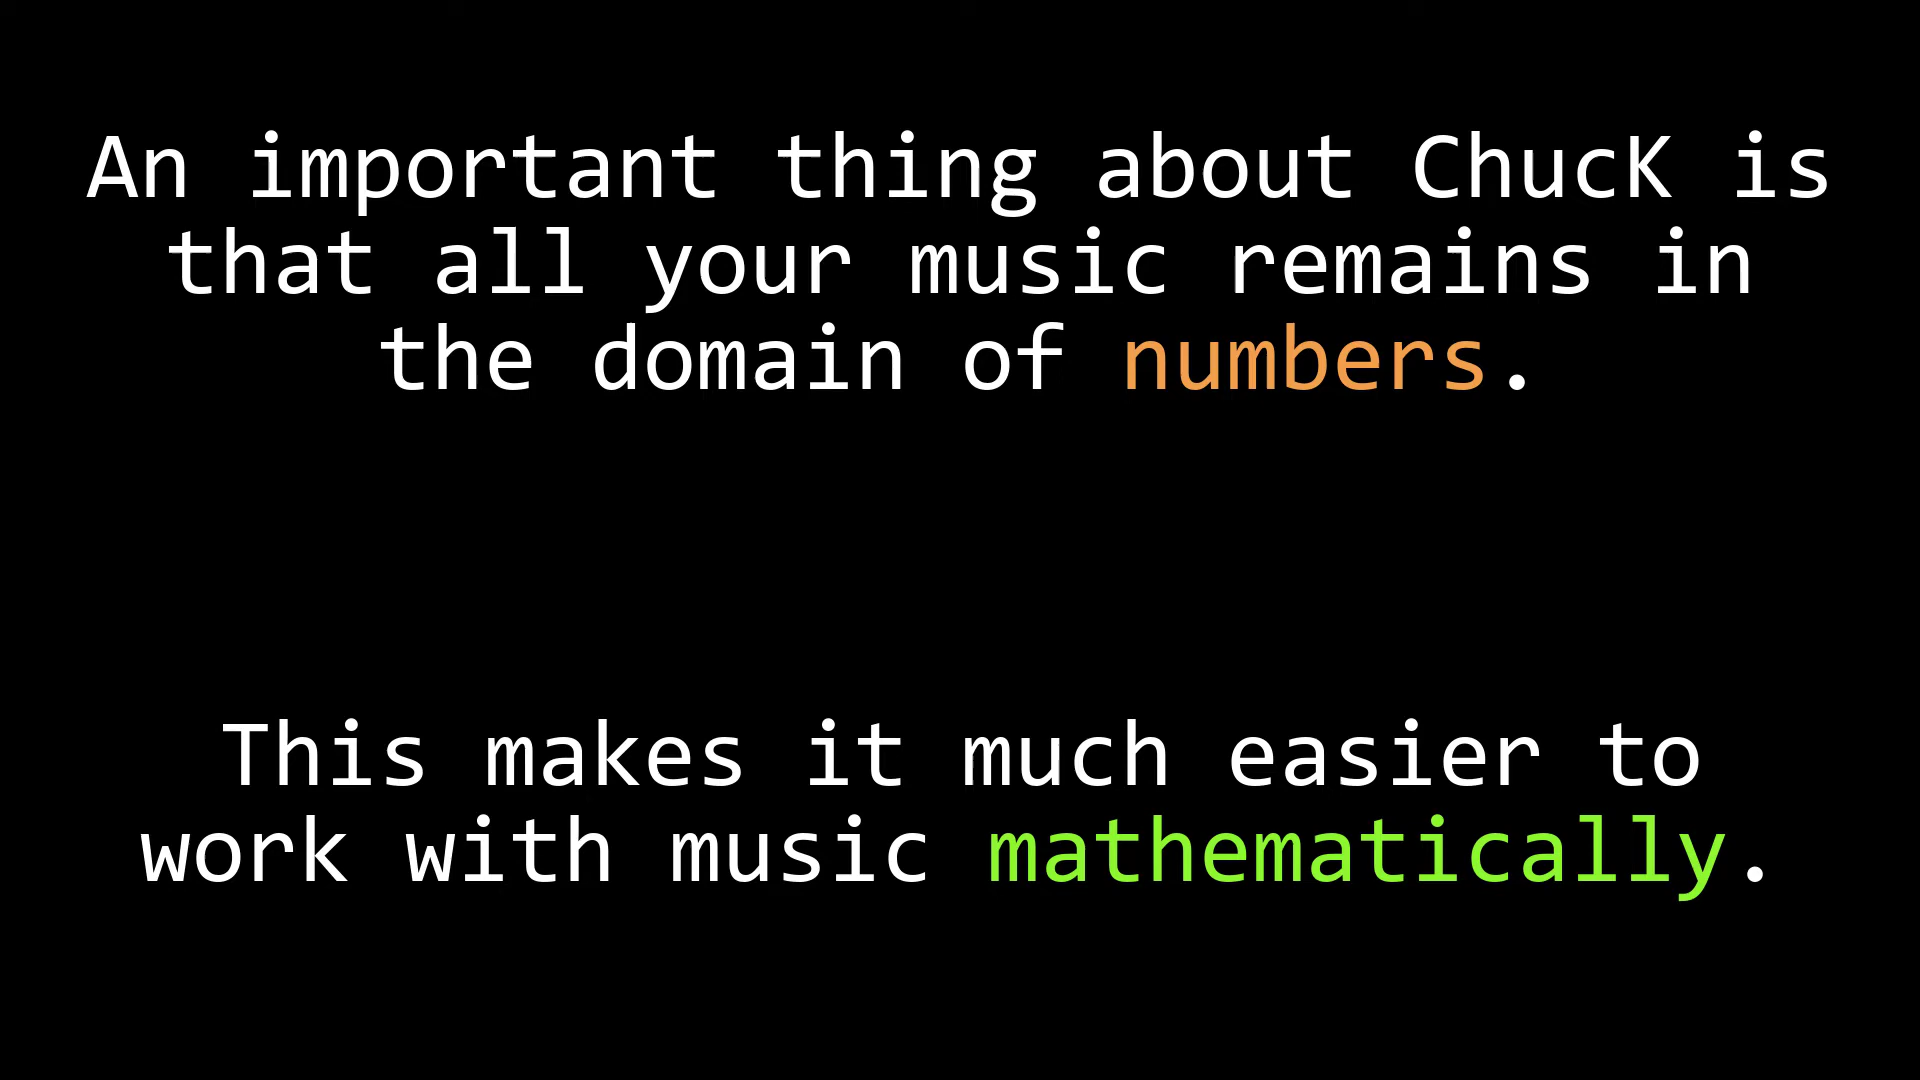 An important thing about ChucK is
that all your music remains in
the domain of numbers.
This makes it much easier to
work with music mathematically.